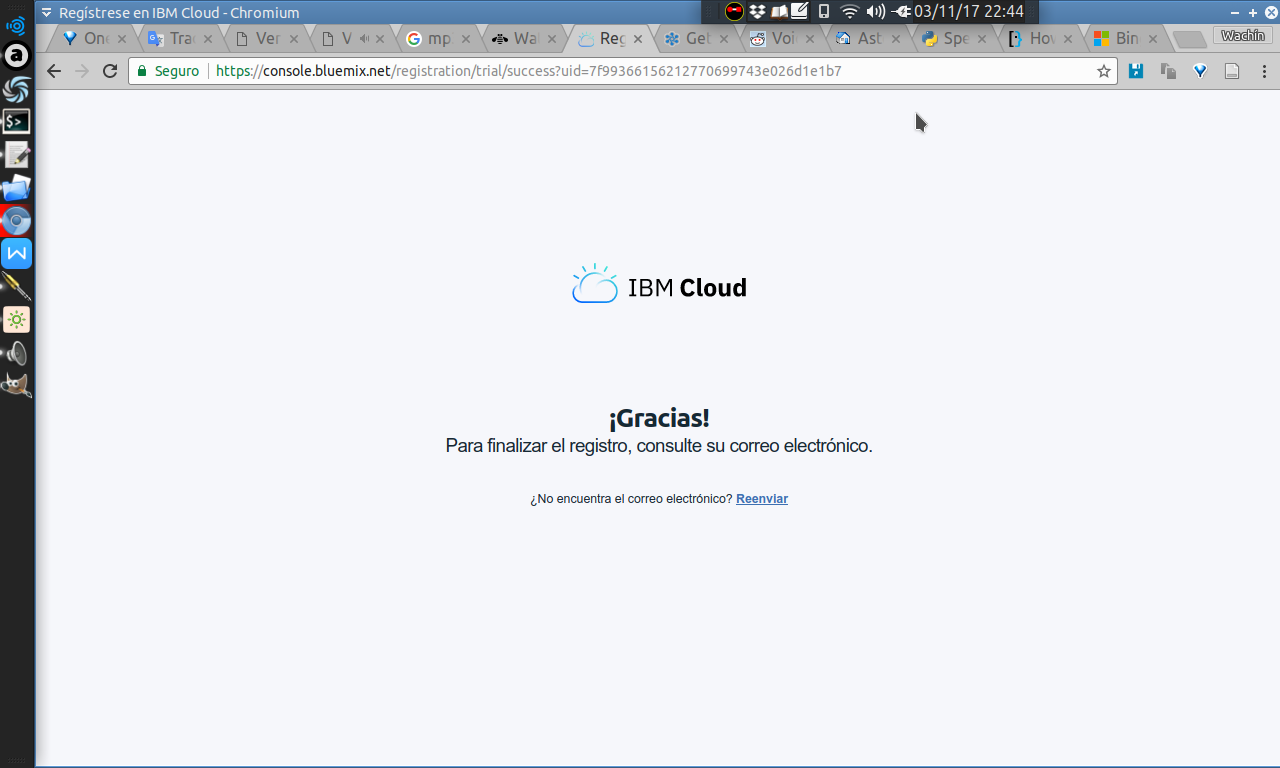 Regístrese en IBM Cloud - Chromium
03/11/17 22:44
One
Trad
Ver
V
mp
Wal
Reg
Get
Voi
Ast
Spe
Hov
Bin
Wachin
Seguro
https://console.bluemix.net/registration/trial/success?uid=7f99366156212770699743e026d1e1b7
IBM Cloud
¡Gracias!
Para finalizar el registro, consulte su correo electrónico.
¿No encuentra el correo electrónico? Reenviar